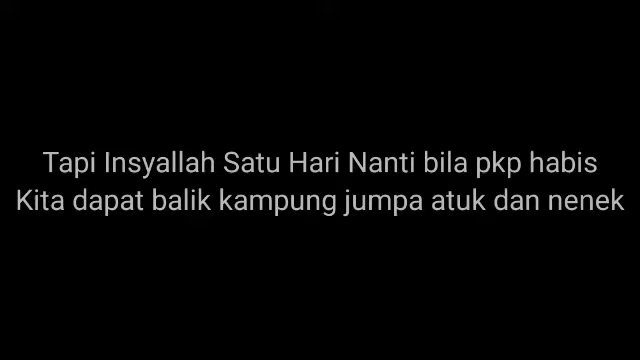 Tapi Insyallah Satu Hari Nanti bila pkp habis
Kita dapat balik kampung jumpa atuk dan nenek